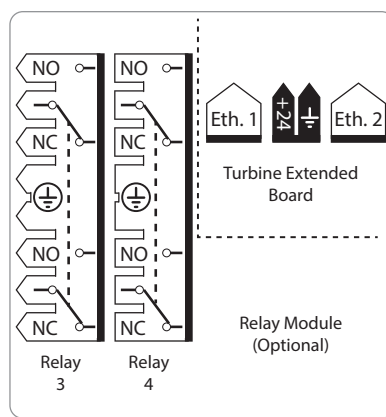 NO
NC
NO
NC
Relay
3
NO
NC
NO
NC
Relay
4
Eth. 1
+24
Eth. 2
Turbine Extended
Board
Relay Module
(Optional)